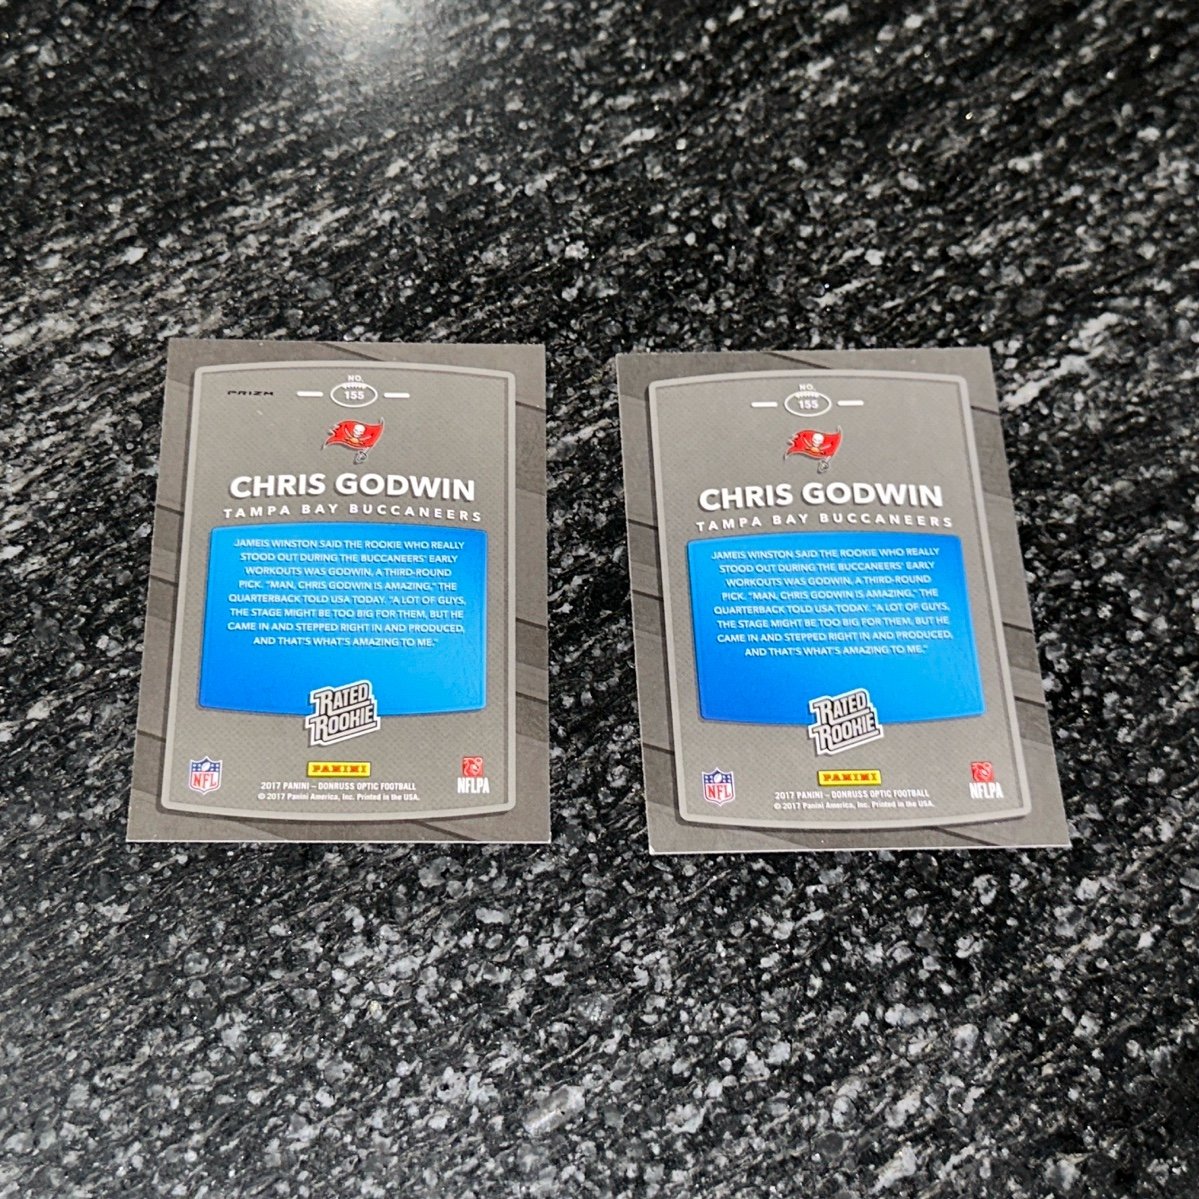 PRIZM
NO.
155
CHRIS GODWIN
TAMPA BAY BUCCANEERS
JAMEIS WINSTON SAID THE ROOKIE WHO REALLY
STOOD OUT DURING THE BUCCANEERS' EARLY
WORKOUTS WAS GODWIN, A THIRD-ROUND
PICK. "MAN, CHRIS GODWIN IS AMAZING," THE
QUARTERBACK TOLD USA TODAY. "A LOT OF GUYS,
THE STAGE MIGHT BE TOO BIG FOR THEM, BUT HE
CAME IN AND STEPPED RIGHT IN AND PRODUCED,
AND THAT'S WHAT'S AMAZING TO ME."
RATED
ROOKIE
NFL
PANINI
NFLPA
2017 PANINI – DONRUSS OPTIC FOOTBALL
© 2017 Panini America, Inc. Printed in the USA.
NO.
155
CHRIS GODWIN
TAMPA BAY BUCCANEERS
JAMEIS WINSTON SAID THE ROOKIE WHO REALLY
STOOD OUT DURING THE BUCCANEERS' EARLY
WORKOUTS WAS GODWIN, A THIRD-ROUND
PICK. "MAN, CHRIS GODWIN IS AMAZING," THE
QUARTERBACK TOLD USA TODAY. "A LOT OF GUYS,
THE STAGE MIGHT BE TOO BIG FOR THEM, BUT HE
CAME IN AND STEPPED RIGHT IN AND PRODUCED,
AND THAT'S WHAT'S AMAZING TO ME."
RATED
ROOKIE
NFL
PANINI
NFLPA
2017 PANINI – DONRUSS OPTIC FOOTBALL
© 2017 Panini America, Inc. Printed in the USA.